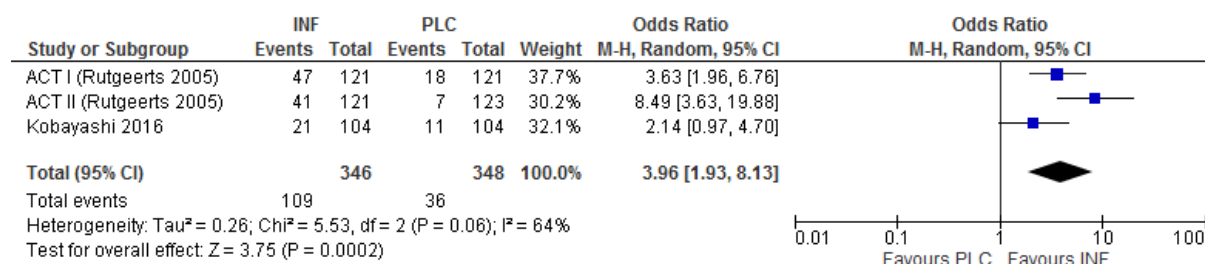 INF PLC Odds Ratio Odds Ratio
Study or Subgroup Events Total Events Total Weight M-H, Random, 95% CI M-H, Random, 95% CI
ACT I (Rutgeerts 2005) 47 121 18 121 37.7% 3.63 [1.96, 6.76]
ACT II (Rutgeerts 2005) 41 121 7 123 30.2% 8.49 [3.63, 19.88]
Kobayashi 2016 21 104 11 104 32.1% 2.14 [0.97, 4.70]
Total (95% CI) 346 348 100.0% 3.96 [1.93, 8.13]
Total events 109 36
Heterogeneity: Tau² = 0.26; Chi² = 5.53, df = 2 (P = 0.06); I² = 64%
Test for overall effect: Z = 3.75 (P = 0.0002)
0.01 0.1 1 10 100
Favours PLC Favours INF